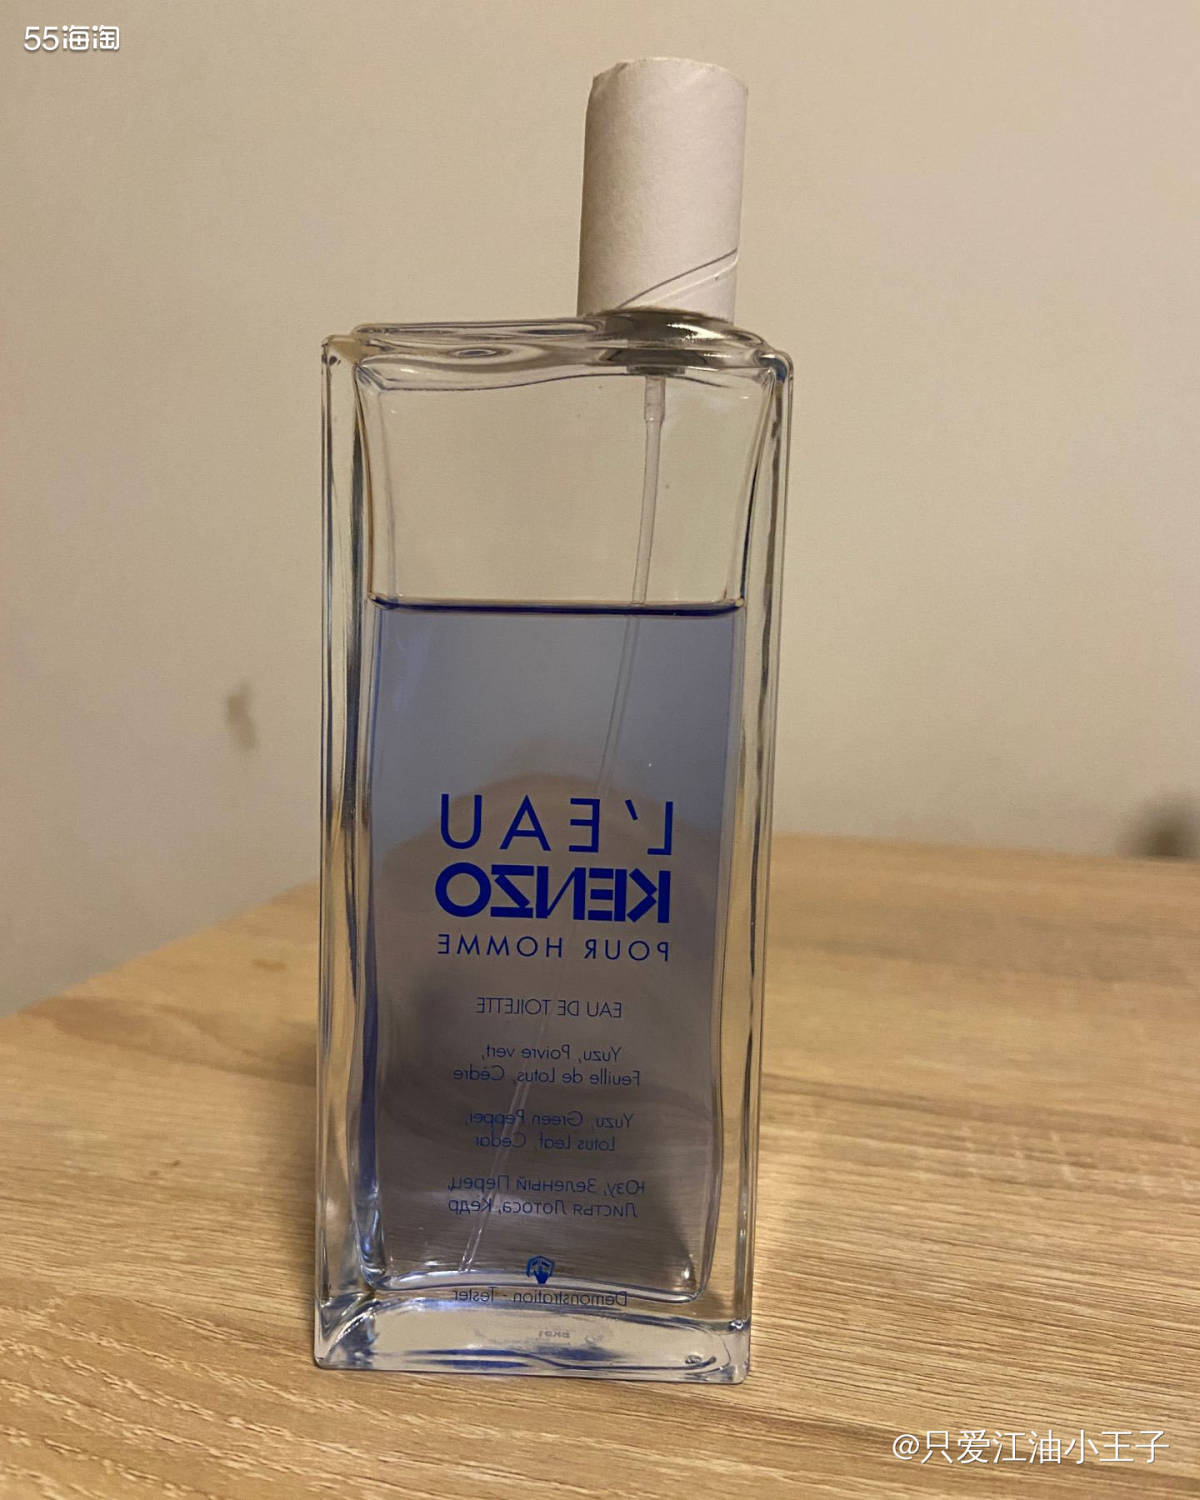 55海淘
L'EAU
KENZO
POUR HOMME
EAU DE TOILETTE
Yuzu, Poivre vert,
Feuille de Lotus, Cèdre
Yuzu, Green Pepper,
Lotus Leaf, Cedar
Юзу, Зеленый Перец,
Листья Лотоса, Кедр
Demonstration - Tester
@只爱江油小王子